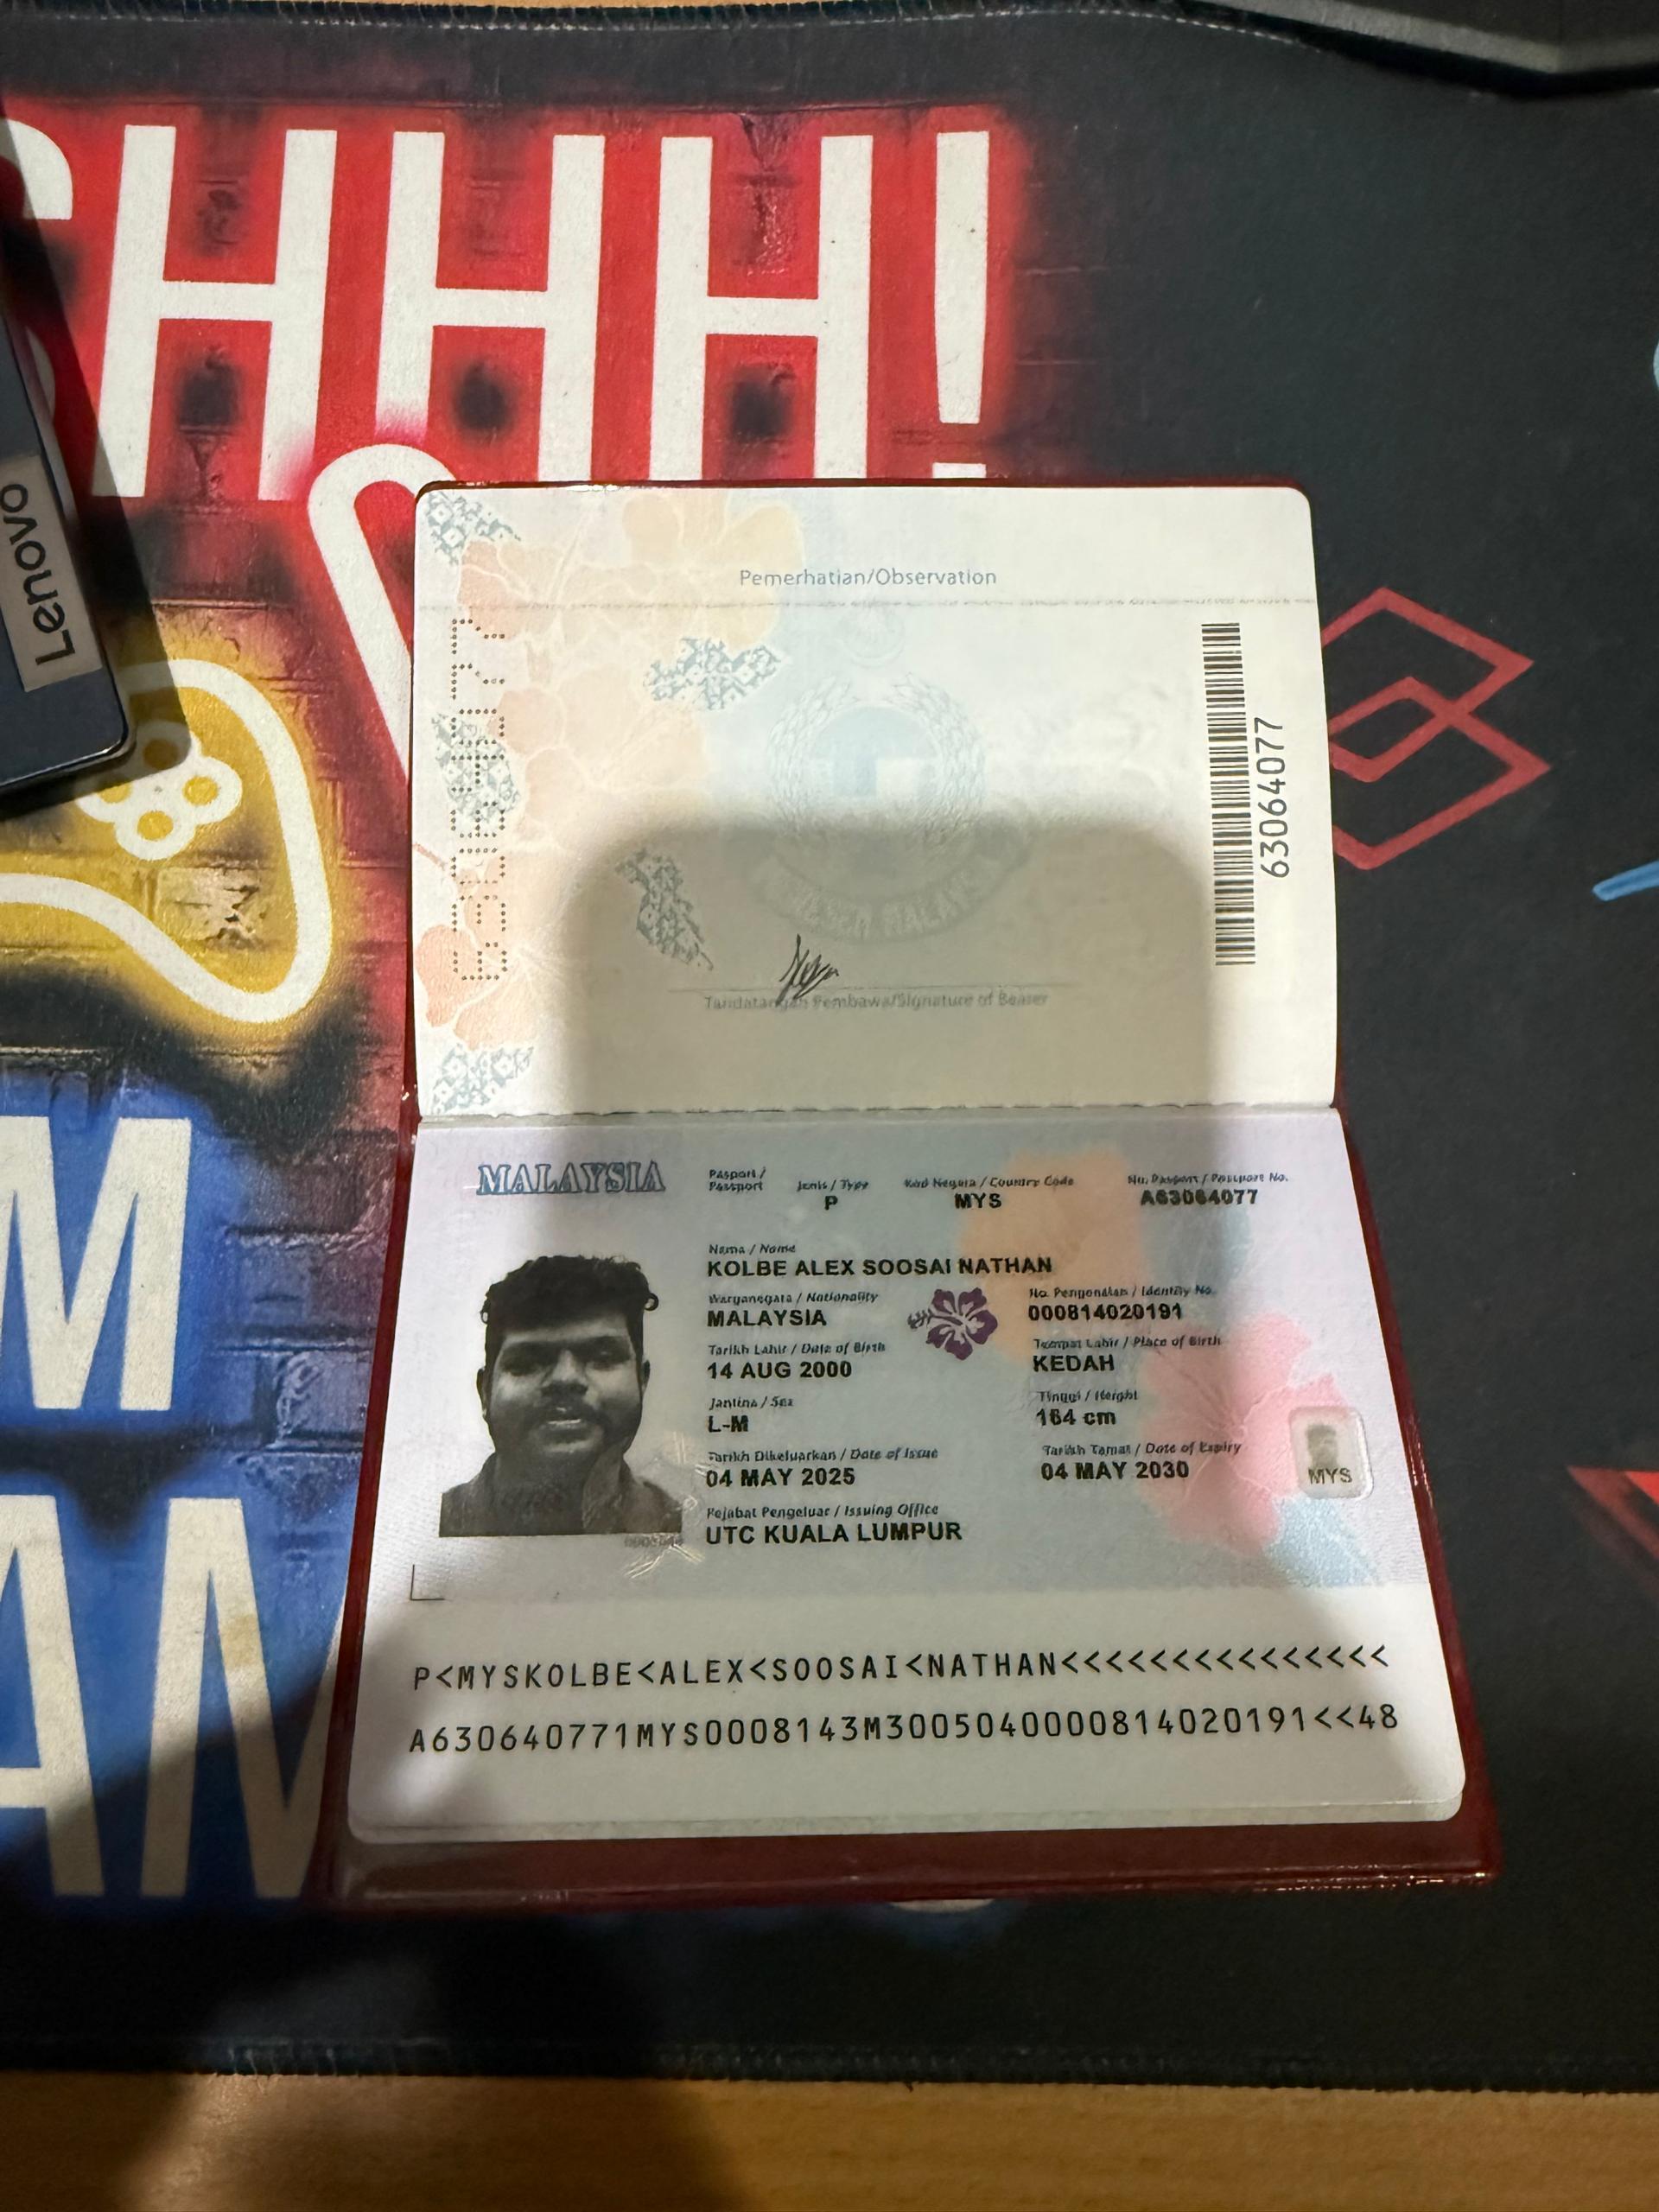 HHH!
Lenovo
Pemerhatian/Observation
63064077
Tandatangan Pembawa/Signature of Bearer
MALAYSIA
Pasport / Passport
Jenis / Type
P
Kod Negara / Country Code
MYS
No. Pasport / Passport No.
A63064077
Nama / Name
KOLBE ALEX SOOSAI NATHAN
Warganegara / Nationality
MALAYSIA
No. Pengenalan / Identity No.
000814020191
Tarikh Lahir / Date of Birth
14 AUG 2000
Tempat Lahir / Place of Birth
KEDAH
Jantina / Sex
L-M
Tinggi / Height
164 cm
Tarikh Dikeluarkan / Date of Issue
04 MAY 2025
Tarikh Tamat / Date of Expiry
04 MAY 2030
MYS
Pejabat Pengeluar / Issuing Office
UTC KUALA LUMPUR
P<MYSKOLBE<ALEX<SOOSAI<NATHAN<<<<<<<<<<<<<<<
A630640771MYS0008143M3005040000814020191<<48